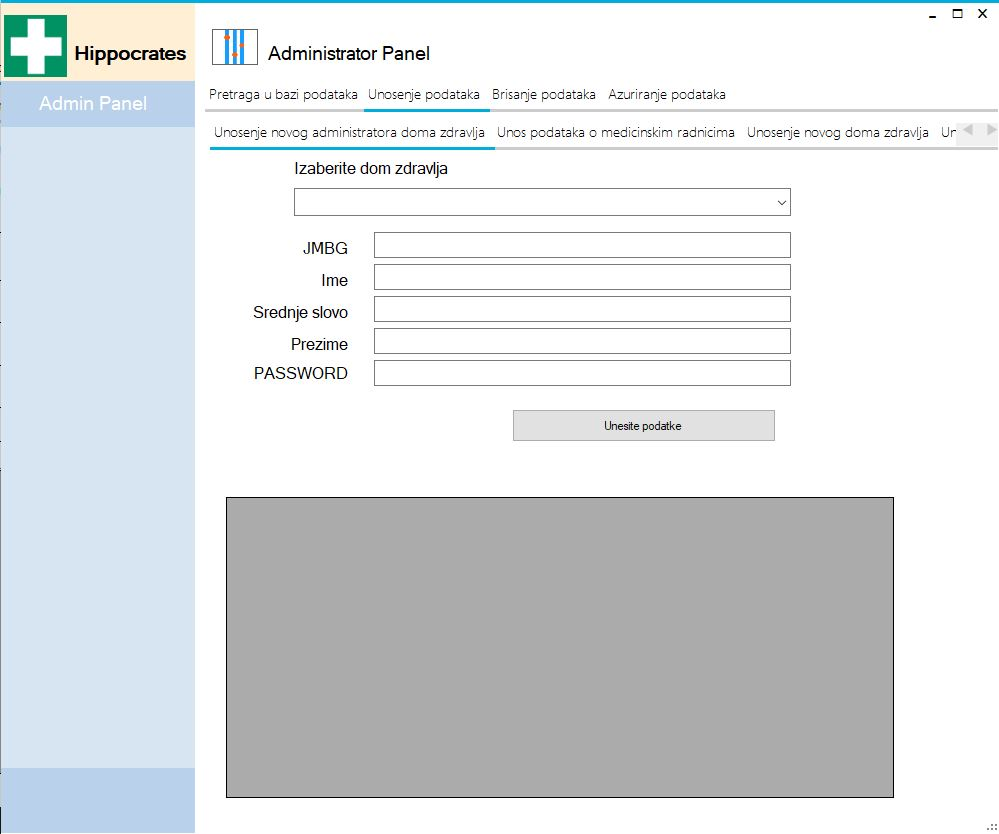 Hippocrates
Administrator Panel
Admin Panel
Pretraga u bazi podataka Unosenje podataka Brisanje podataka Azuriranje podataka
Unosenje novog administratora doma zdravlja Unos podataka o medicinskim radnicima Unosenje novog doma zdravlja Un
Izaberite dom zdravlja
JMBG
Ime
Srednje slovo
Prezime
PASSWORD
Unesite podatke